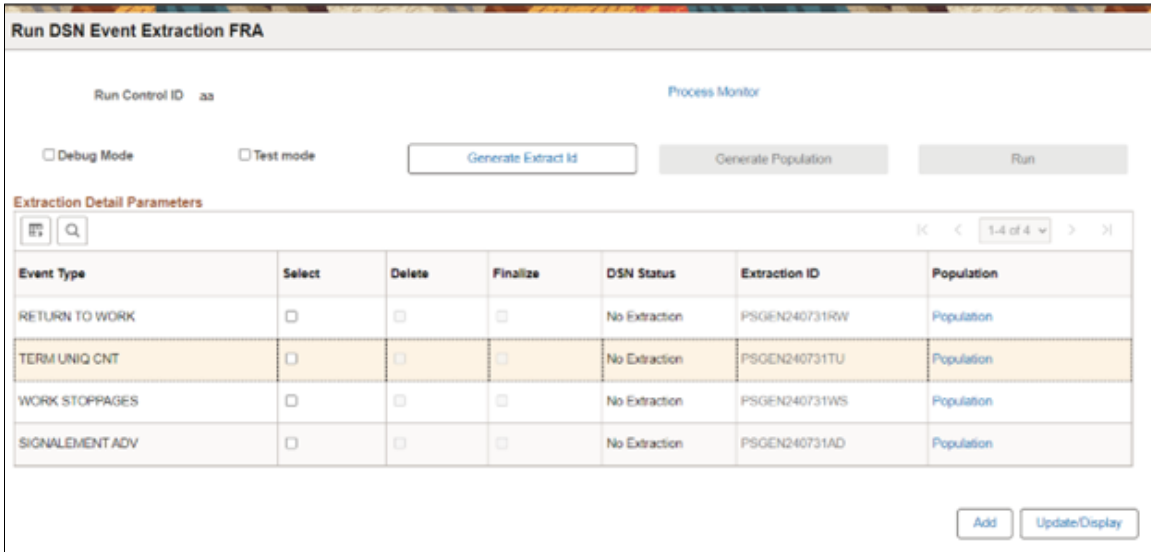 Run DSN Event Extraction FRA
Run Control ID aa Process Monitor
Debug Mode Test mode Generate Extract Id Generate Population Run
Extraction Detail Parameters
1-4 of 4
Event Type Select Delete Finalize DSN Status Extraction ID Population
RETURN TO WORK No Extraction PSGEN240731RW Population
TERM UNIQ CNT No Extraction PSGEN240731TU Population
WORK STOPPAGES No Extraction PSGEN240731WS Population
SIGNALEMENT ADV No Extraction PSGEN240731AD Population
Add Update/Display